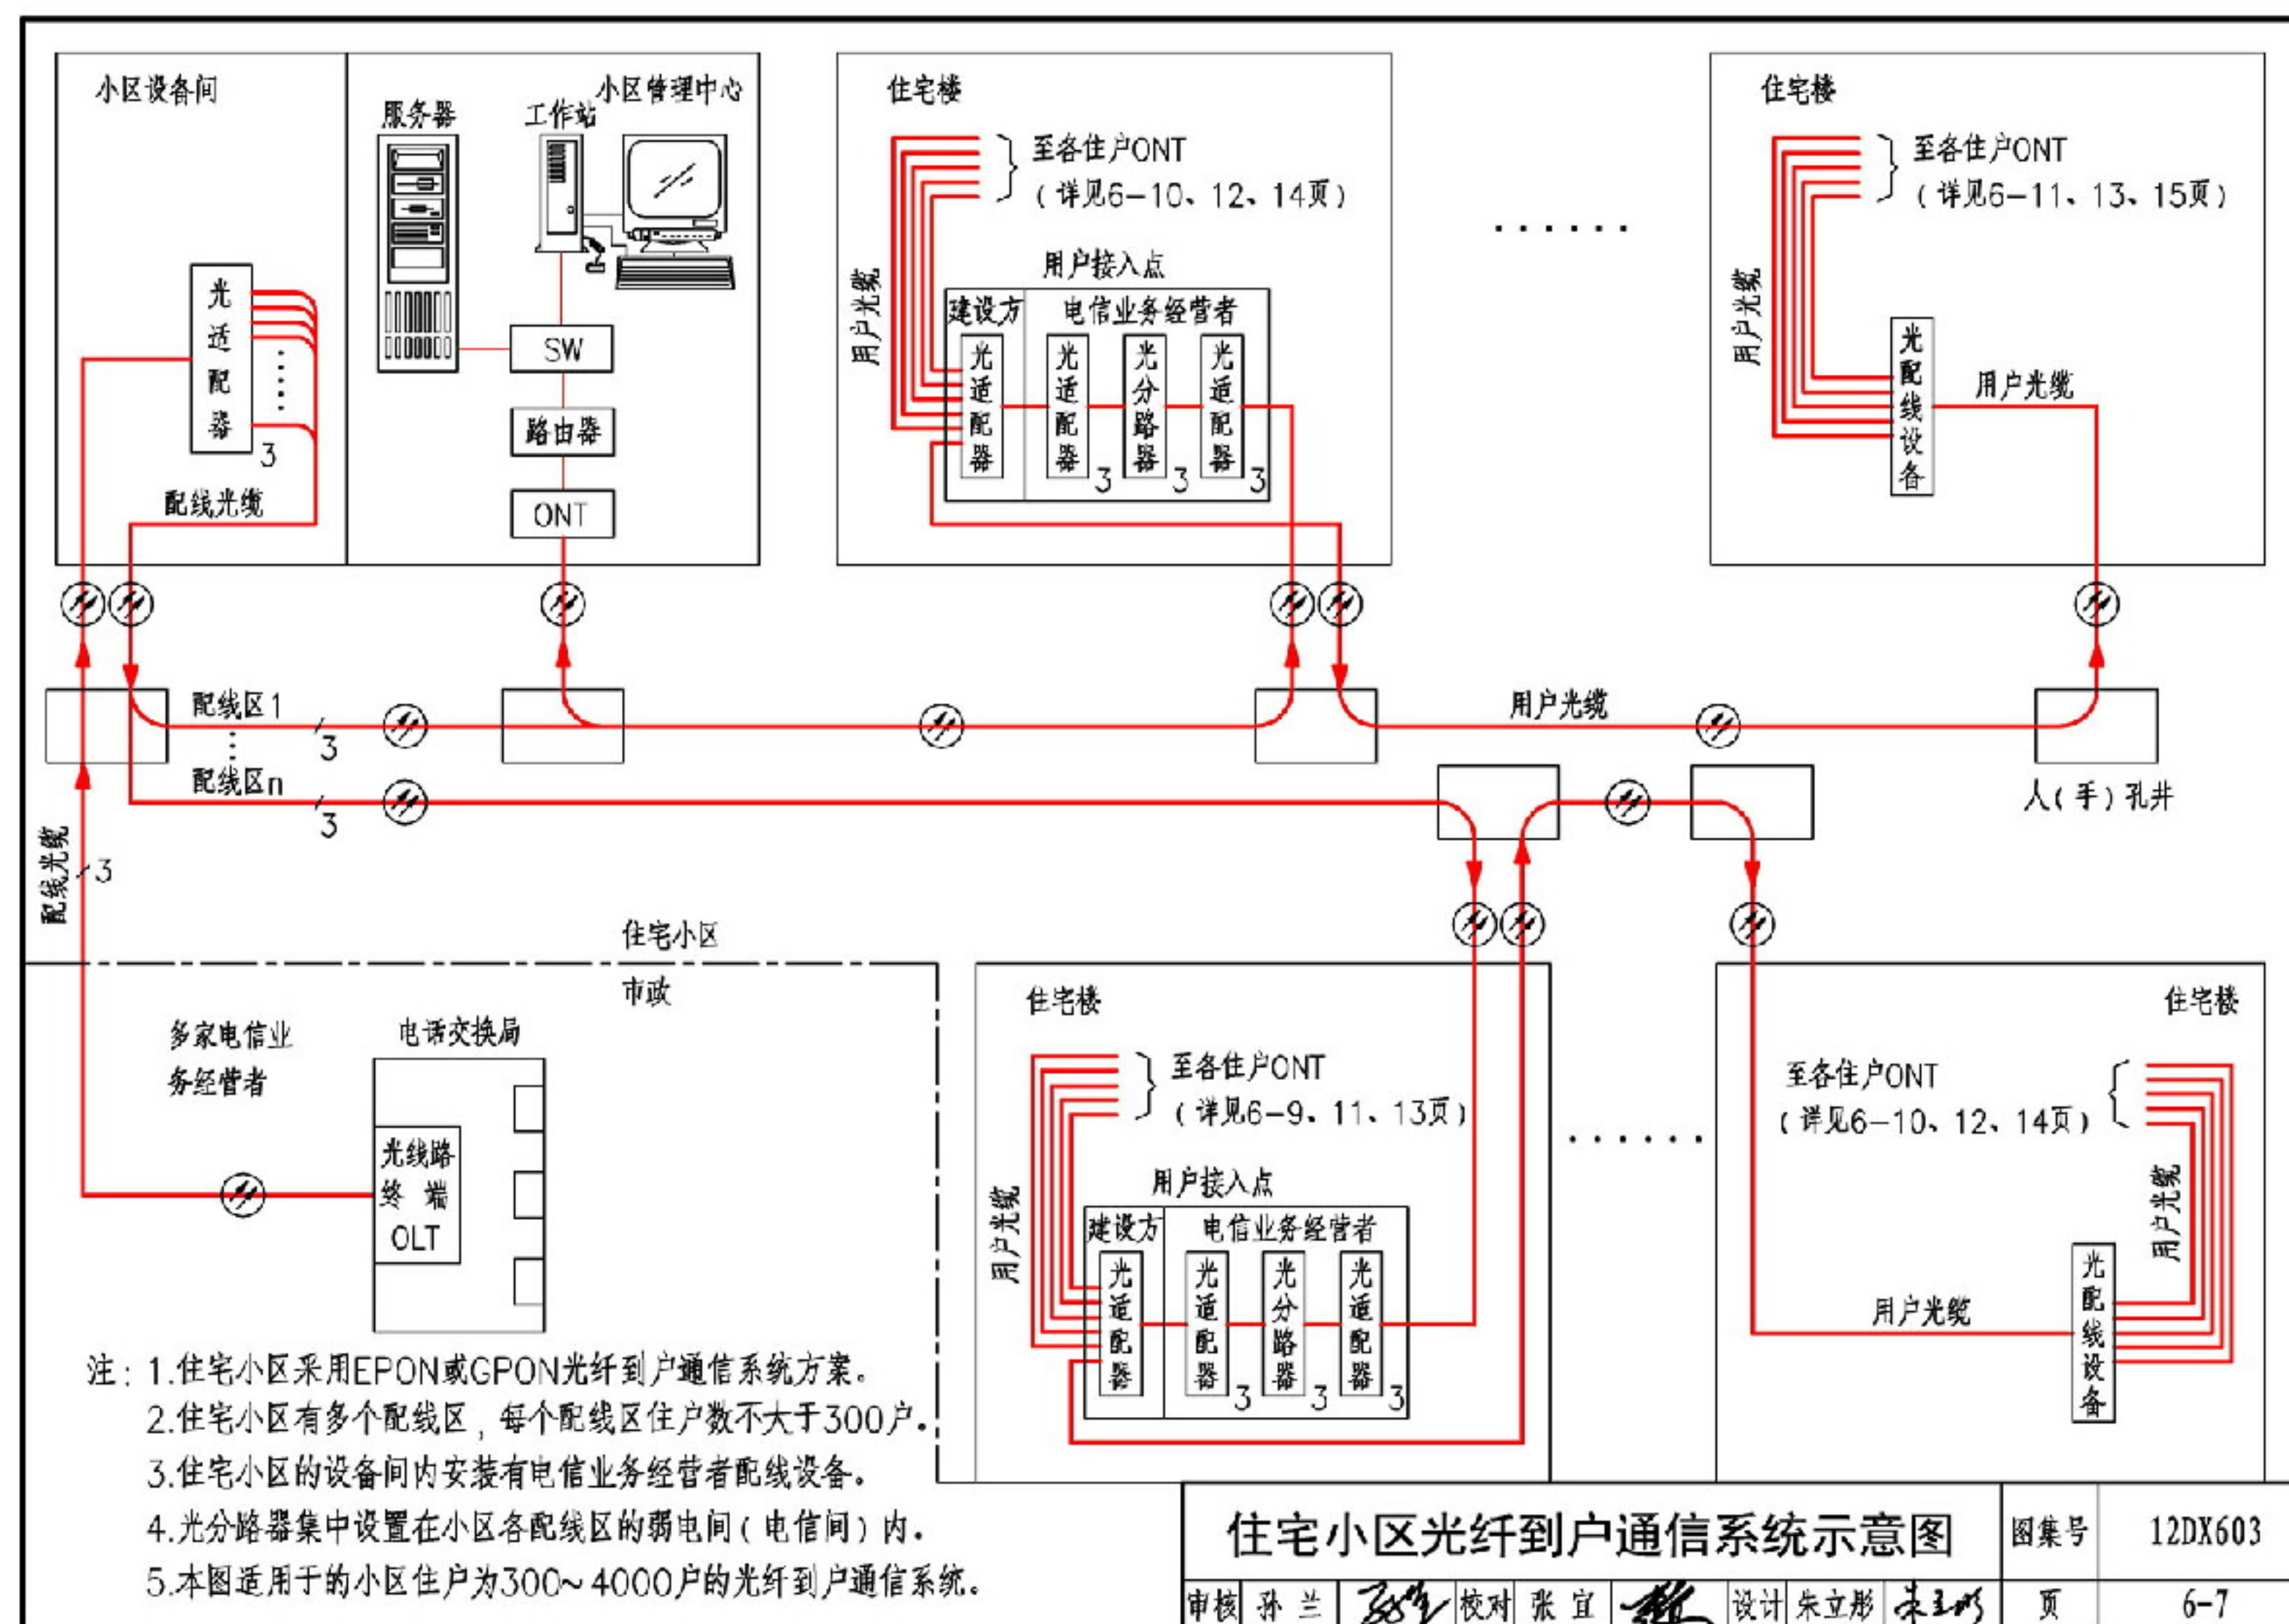 小区设备间
光适配器
3
配线光缆
小区管理中心
服务器
工作站
SW
路由器
ONT
住宅楼
至各住户ONT
(详见6-10、12、14页)
用户光缆
用户接入点
建设方
电信业务经营者
光适配器
光适配器
3
光分路器
3
光适配器
3
......
住宅楼
至各住户ONT
(详见6-11、13、15页)
用户光缆
光配线设备
用户光缆
配线区1
3
配线区n
3
用户光缆
人(手)孔井
配线光缆
3
住宅小区
市政
多家电信业
务经营者
电话交换局
光线路
终端
OLT
住宅楼
至各住户ONT
(详见6-9、11、13页)
用户光缆
用户接入点
建设方
电信业务经营者
光适配器
光适配器
3
光分路器
3
光适配器
3
......
住宅楼
至各住户ONT
(详见6-10、12、14页)
用户光缆
用户光缆
光配线设备
注：1.住宅小区采用EPON或GPON光纤到户通信系统方案。
2.住宅小区有多个配线区，每个配线区住户数不大于300户。
3.住宅小区的设备间内安装有电信业务经营者配线设备。
4.光分路器集中设置在小区各配线区的弱电间(电信间)内。
5.本图适用于的小区住户为300~4000户的光纤到户通信系统。
住宅小区光纤到户通信系统示意图
图集号
12DX603
审核 孙兰 校对 张宜 设计 朱立彤 朱立彤
页
6-7